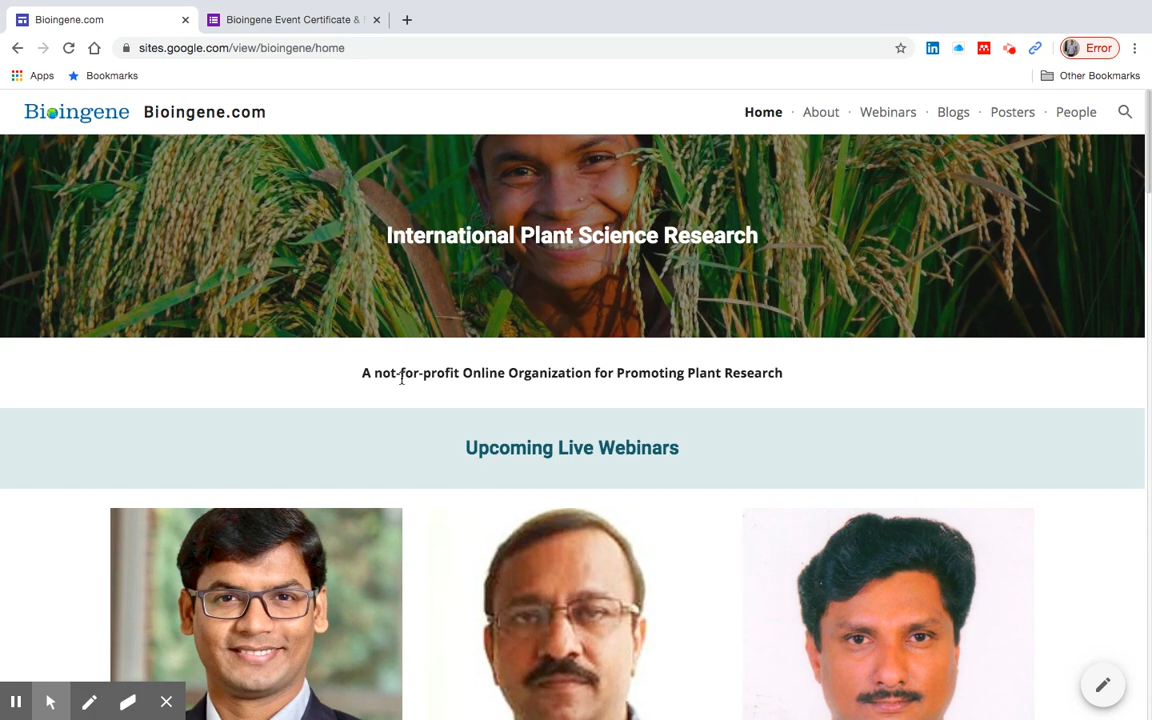 Bioingene.com
Bioingene Event Certificate &
sites.google.com/view/bioingene/home
Error
Apps
Bookmarks
Other Bookmarks
Bioingene
Bioingene.com
Home · About · Webinars · Blogs · Posters · People
International Plant Science Research
A not-for-profit Online Organization for Promoting Plant Research
Upcoming Live Webinars